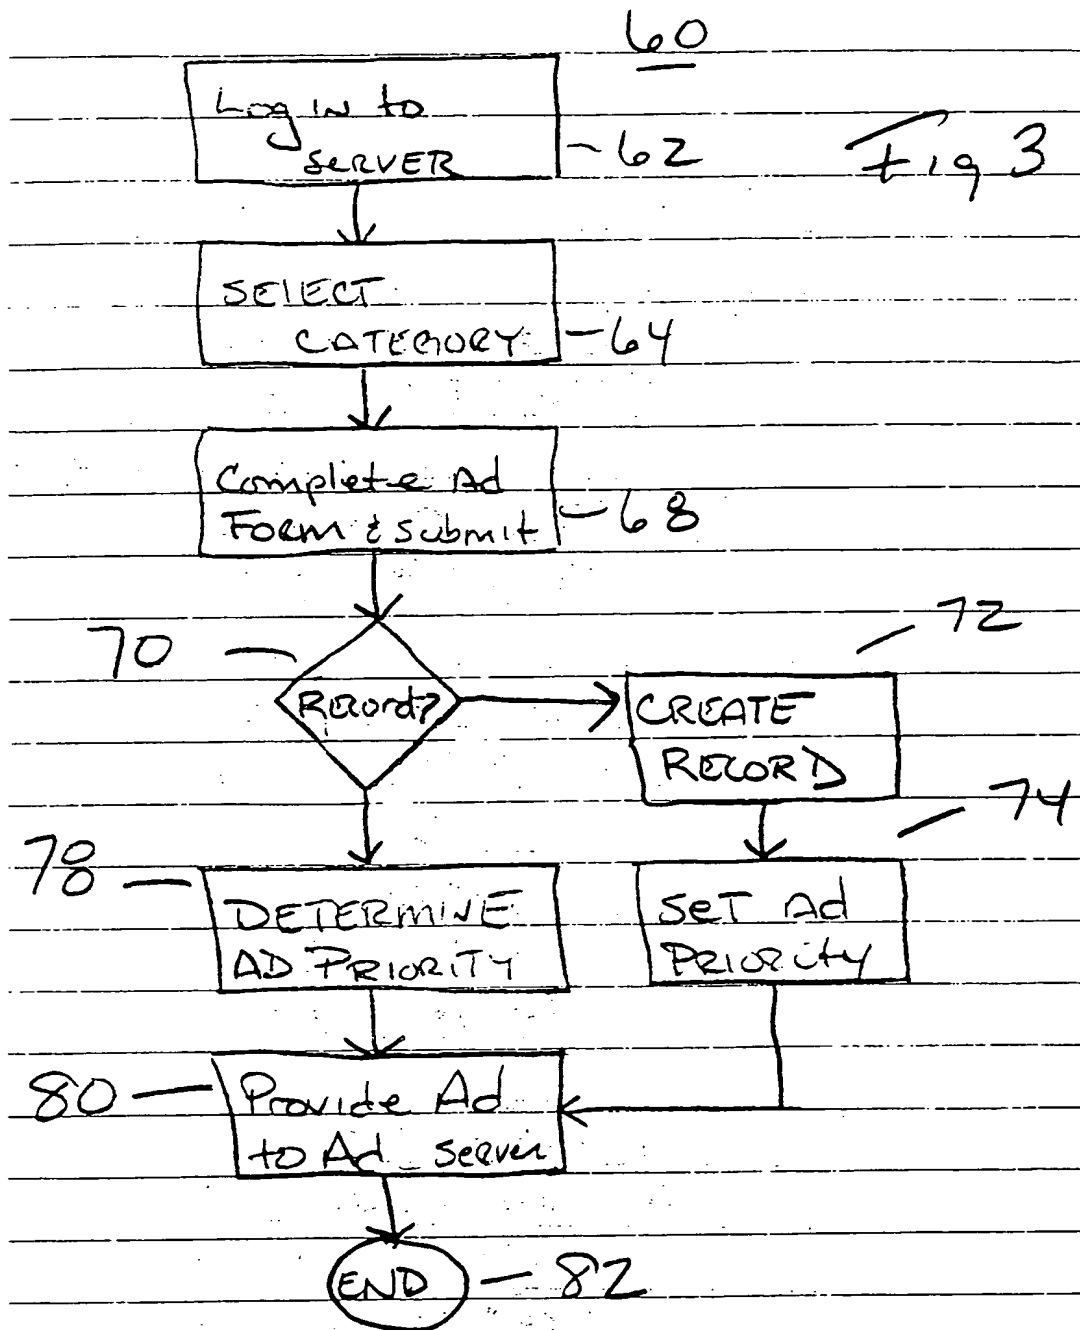 60
Log in to
server
62
Fig 3
SELECT
CATEGORY
64
Complete Ad
Form & submit
68
70
Record?
72
CREATE
RECORD
74
78
DETERMINE
AD PRIORITY
Set Ad
Priority
80
Provide Ad
to Ad server
END
82